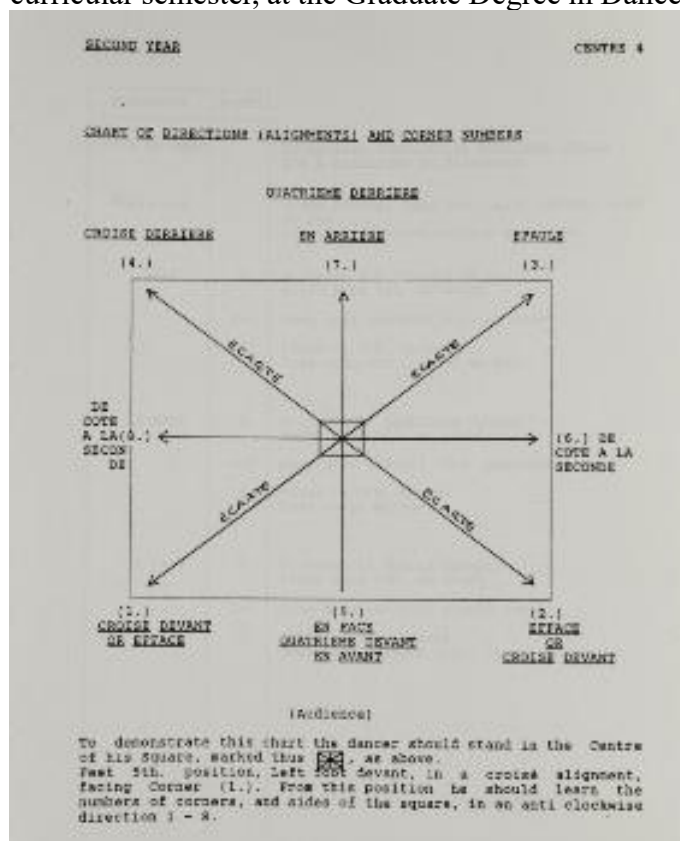 curricular semester, at the Graduate Degree in Dance
SECOND YEAR CENTRE 4
CHART OF DIRECTIONS (ALIGNMENTS) AND CORNER NUMBERS
QUATRIEME DERRIERE
CROISE DERRIERE EN ARRIERE EPAULE
(4.) (7.) (3.)
ECARTE ECARTE
DE
COTE
A LA (8.) (6.) DE
SECON COTE A LA
DE SECONDE
ECARTE ECARTE
(1.) (5.) (2.)
CROISE DEVANT EN FACE EFFACE
OR EFFACE QUATRIEME DEVANT OR
EN AVANT CROISE DEVANT
(Audience)
To demonstrate this chart the dancer should stand in the Centre
of his Square, marked thus , as above.
Feet 5th. position, Left foot devant, in a croisé alignment,
facing Corner (1.). From this position he should learn the
numbers of corners, and sides of the square, in an anti clockwise
direction 1 - 8.